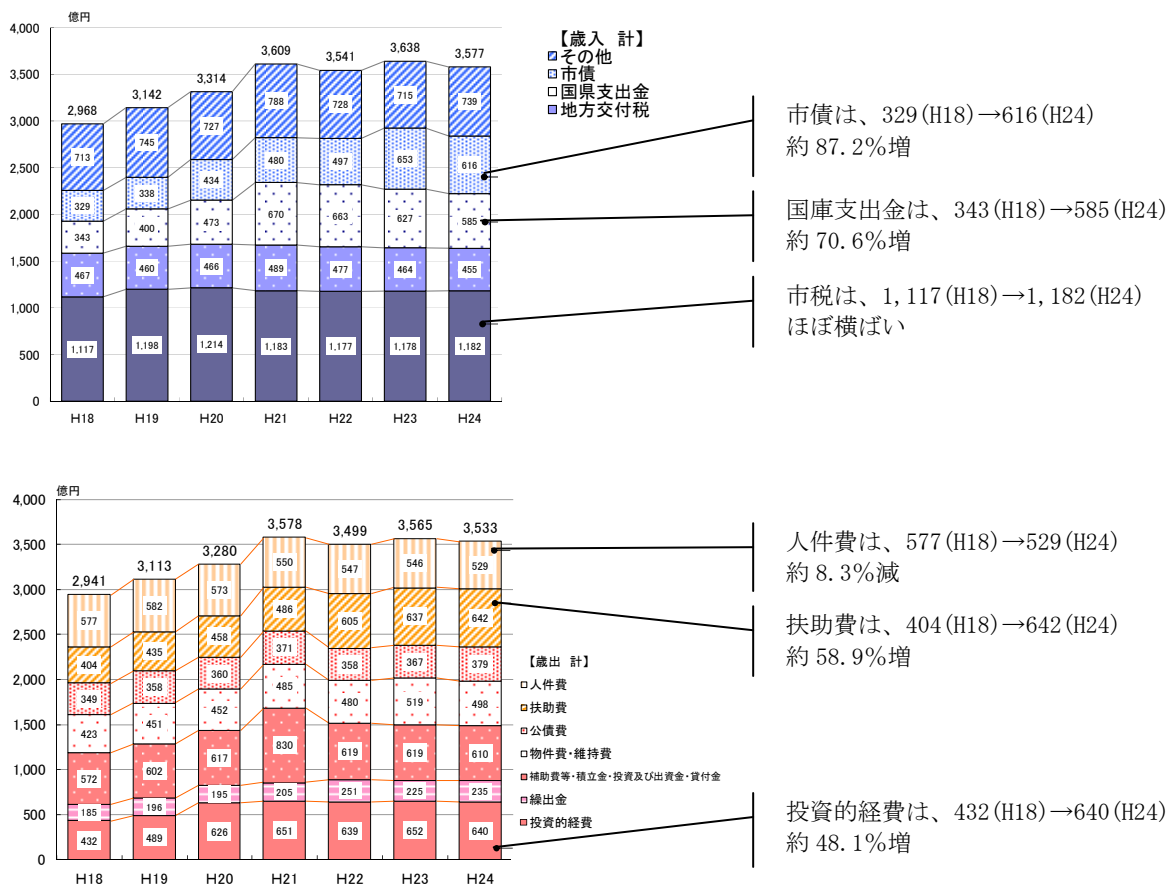 億円
4,000
3,500
3,000
2,500
2,000
1,500
1,000
500
0
2,968
3,142
3,314
3,609
3,541
3,638
3,577
713
745
727
788
728
715
739
329
338
434
480
497
653
616
343
400
473
670
663
627
585
467
460
466
489
477
464
455
1,117
1,198
1,214
1,183
1,177
1,178
1,182
H18
H19
H20
H21
H22
H23
H24
【歳入 計】
その他
市債
国県支出金
地方交付税
市債は、329(H18)→616(H24)
約 87.2%増
国庫支出金は、343(H18)→585(H24)
約 70.6%増
市税は、1,117(H18)→1,182(H24)
ほぼ横ばい
億円
4,000
3,500
3,000
2,500
2,000
1,500
1,000
500
0
2,941
3,113
3,280
3,578
3,499
3,565
3,533
577
582
573
550
547
546
529
404
435
458
486
605
637
642
349
358
360
371
358
367
379
423
451
452
485
480
519
498
572
602
617
830
619
619
610
185
196
195
205
251
225
235
432
489
626
651
639
652
640
H18
H19
H20
H21
H22
H23
H24
【歳出 計】
人件費
扶助費
公債費
物件費・維持費
補助費等・積立金・投資及び出資金・貸付金
繰出金
投資的経費
人件費は、577(H18)→529(H24)
約 8.3%減
扶助費は、404(H18)→642(H24)
約 58.9%増
投資的経費は、432(H18)→640(H24)
約 48.1%増